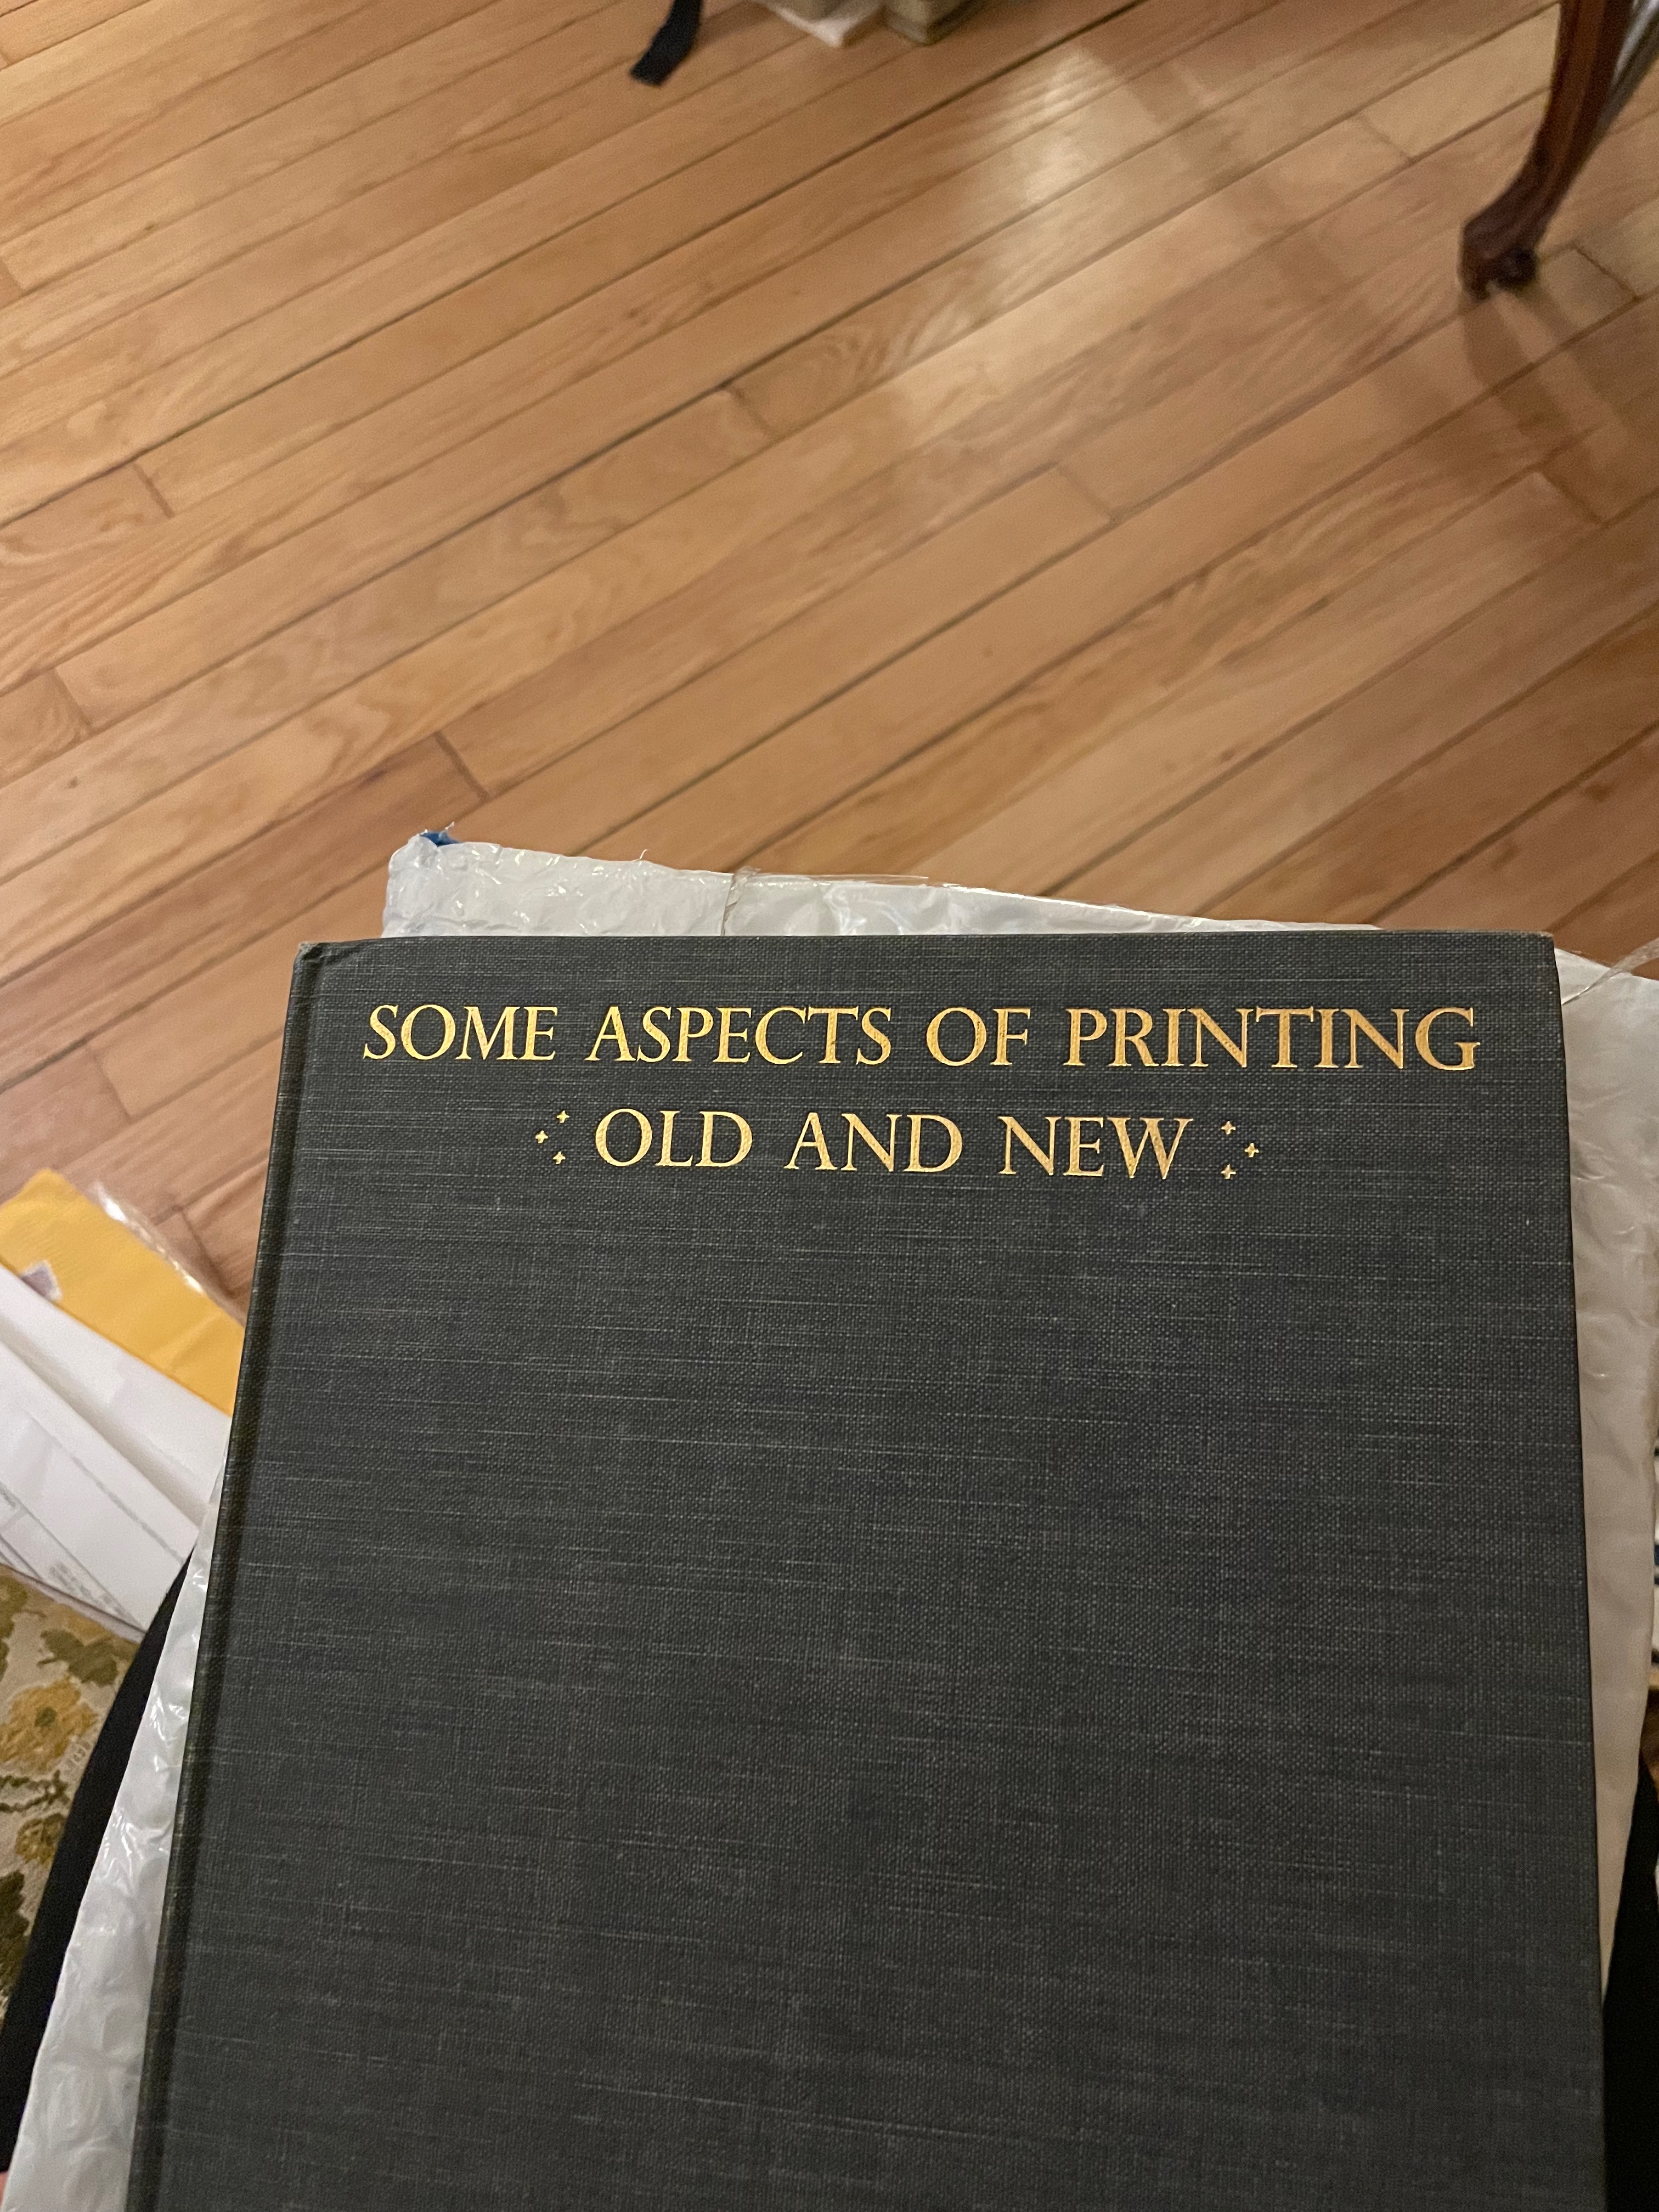 SOME ASPECTS OF PRINTING
OLD AND NEW